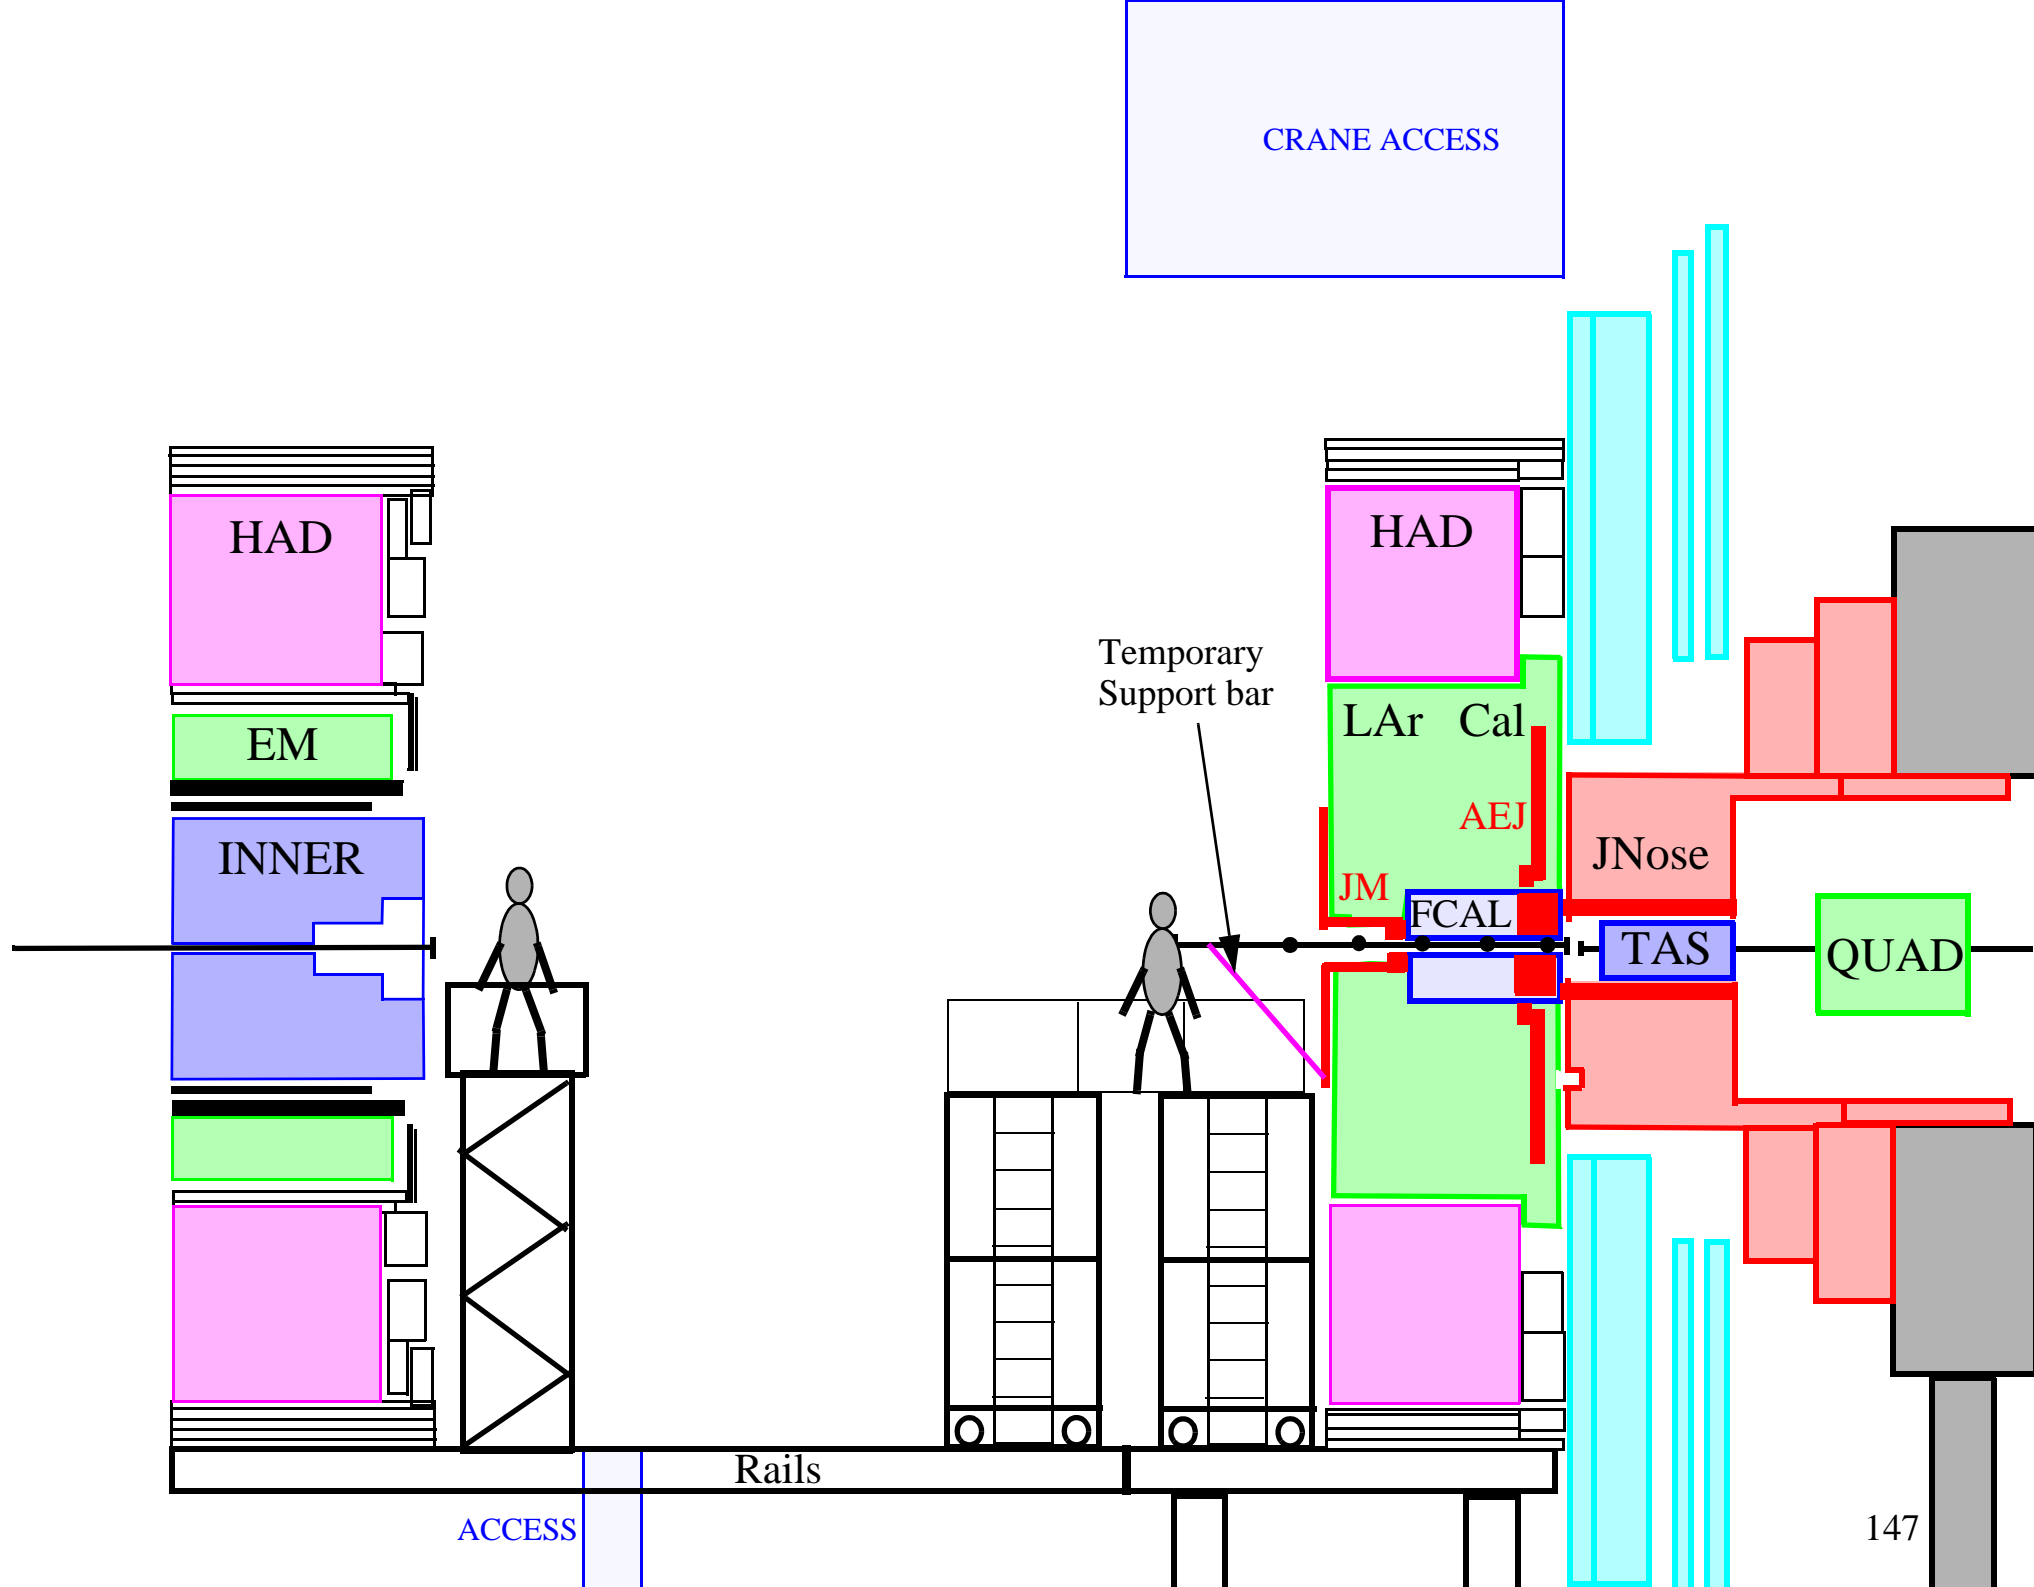 CRANE ACCESS
HAD
HAD
Temporary
Support bar
LAr Cal
EM
AEJ
INNER
JNose
JM
FCAL
TAS
QUAD
Rails
ACCESS
147